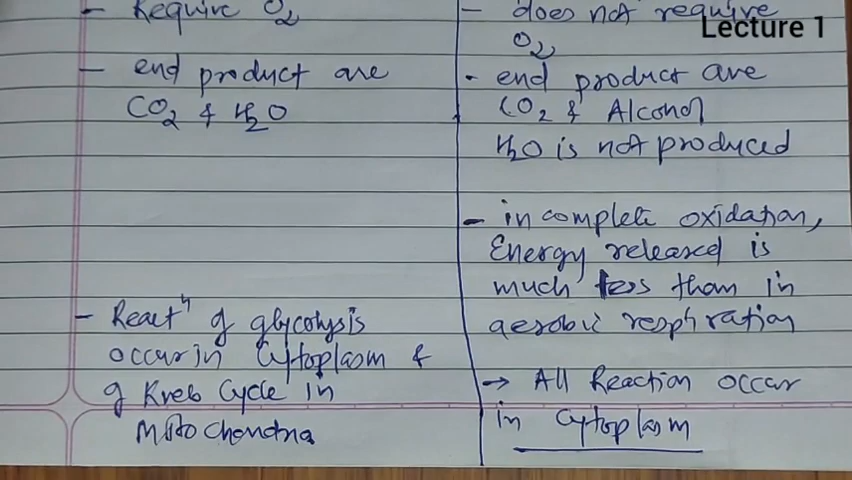 Lecture 1
- Require O2
- end product are
CO2 & H2O
- Reactn of glycolysis
occur in Cytoplasm &
of Kreb Cycle in
Mitochondria
- does not require
O2
- end product are
CO2 & Alcohol
H2O is not produced
- incomplete oxidation,
Energy released is
much less than in
aerobic respiration
→ All Reaction occur
in Cytoplasm